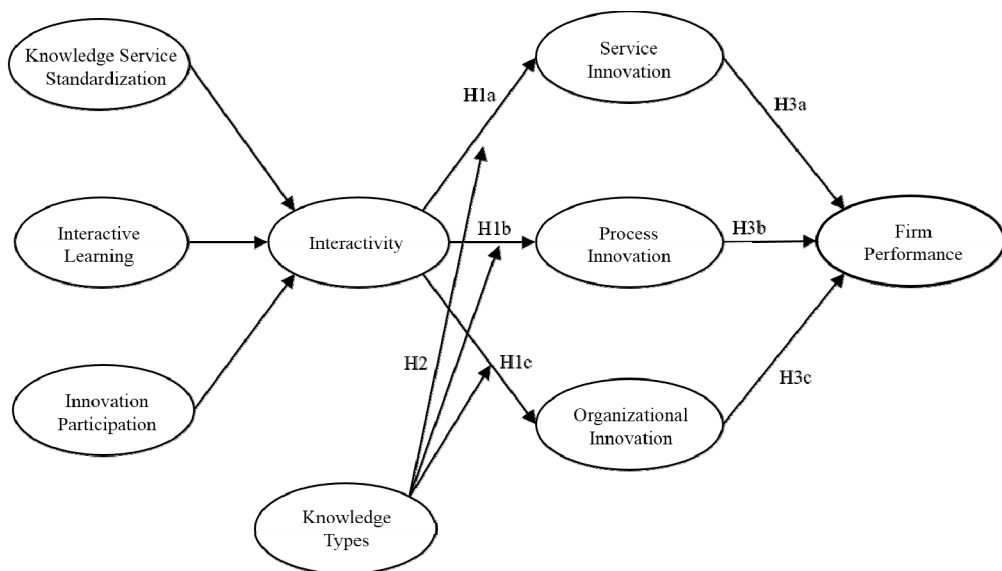 Knowledge Service
Standardization
Interactive
Learning
Innovation
Participation
Interactivity
Knowledge
Types
H1a
H1b
H1c
H2
Service
Innovation
Process
Innovation
Organizational
Innovation
H3a
H3b
H3c
Firm
Performance